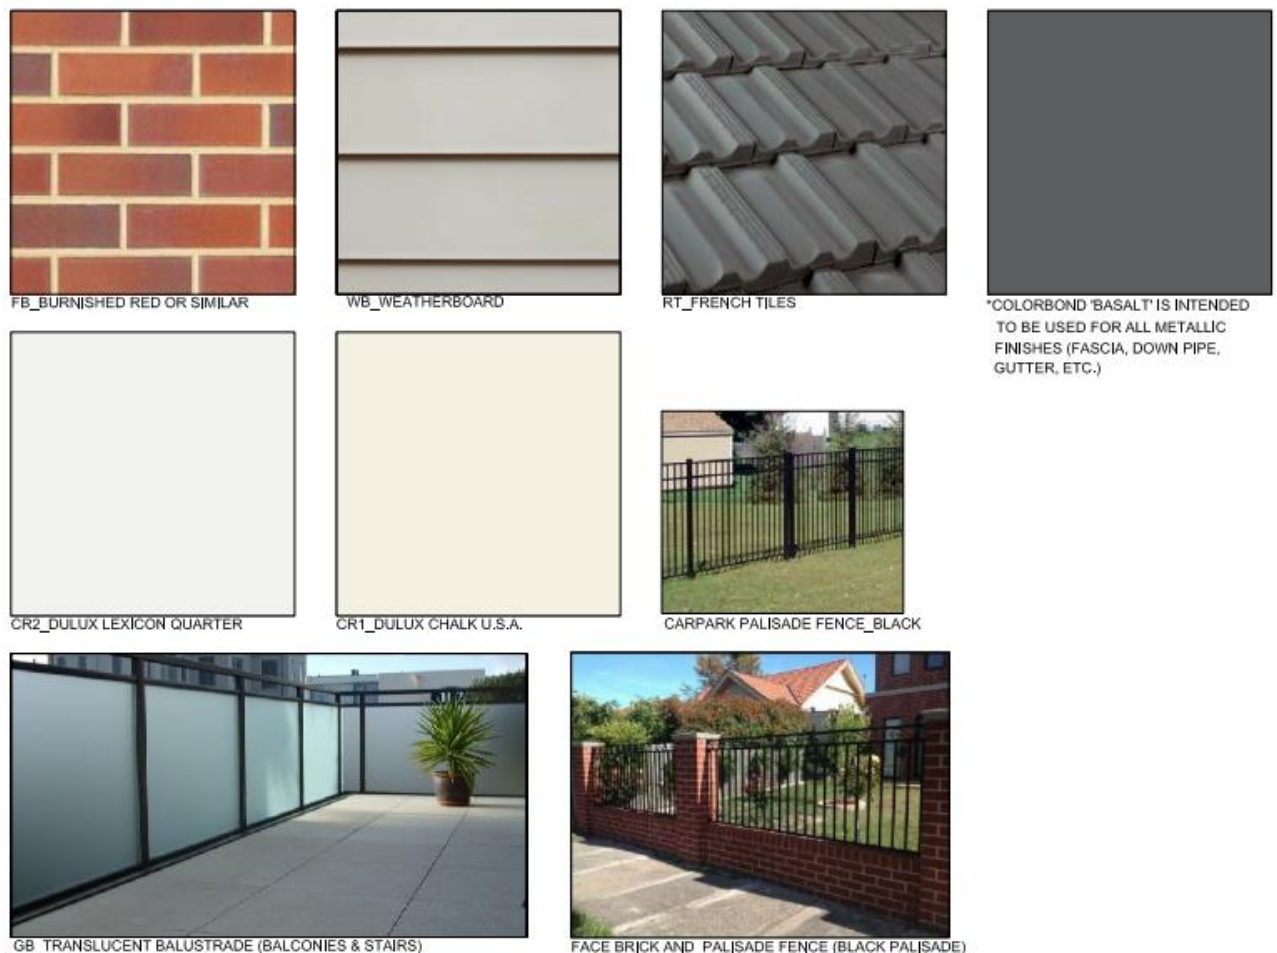 FB_BURNISHED RED OR SIMILAR
WB_WEATHERBOARD
RT_FRENCH TILES
*COLORBOND 'BASALT' IS INTENDED
TO BE USED FOR ALL METALLIC
FINISHES (FASCIA, DOWN PIPE,
GUTTER, ETC.)
CR2_DULUX LEXICON QUARTER
CR1_DULUX CHALK U.S.A.
CARPARK PALISADE FENCE_BLACK
GB_TRANSLUCENT BALUSTRADE (BALCONIES & STAIRS)
FACE BRICK AND PALISADE FENCE (BLACK PALISADE)